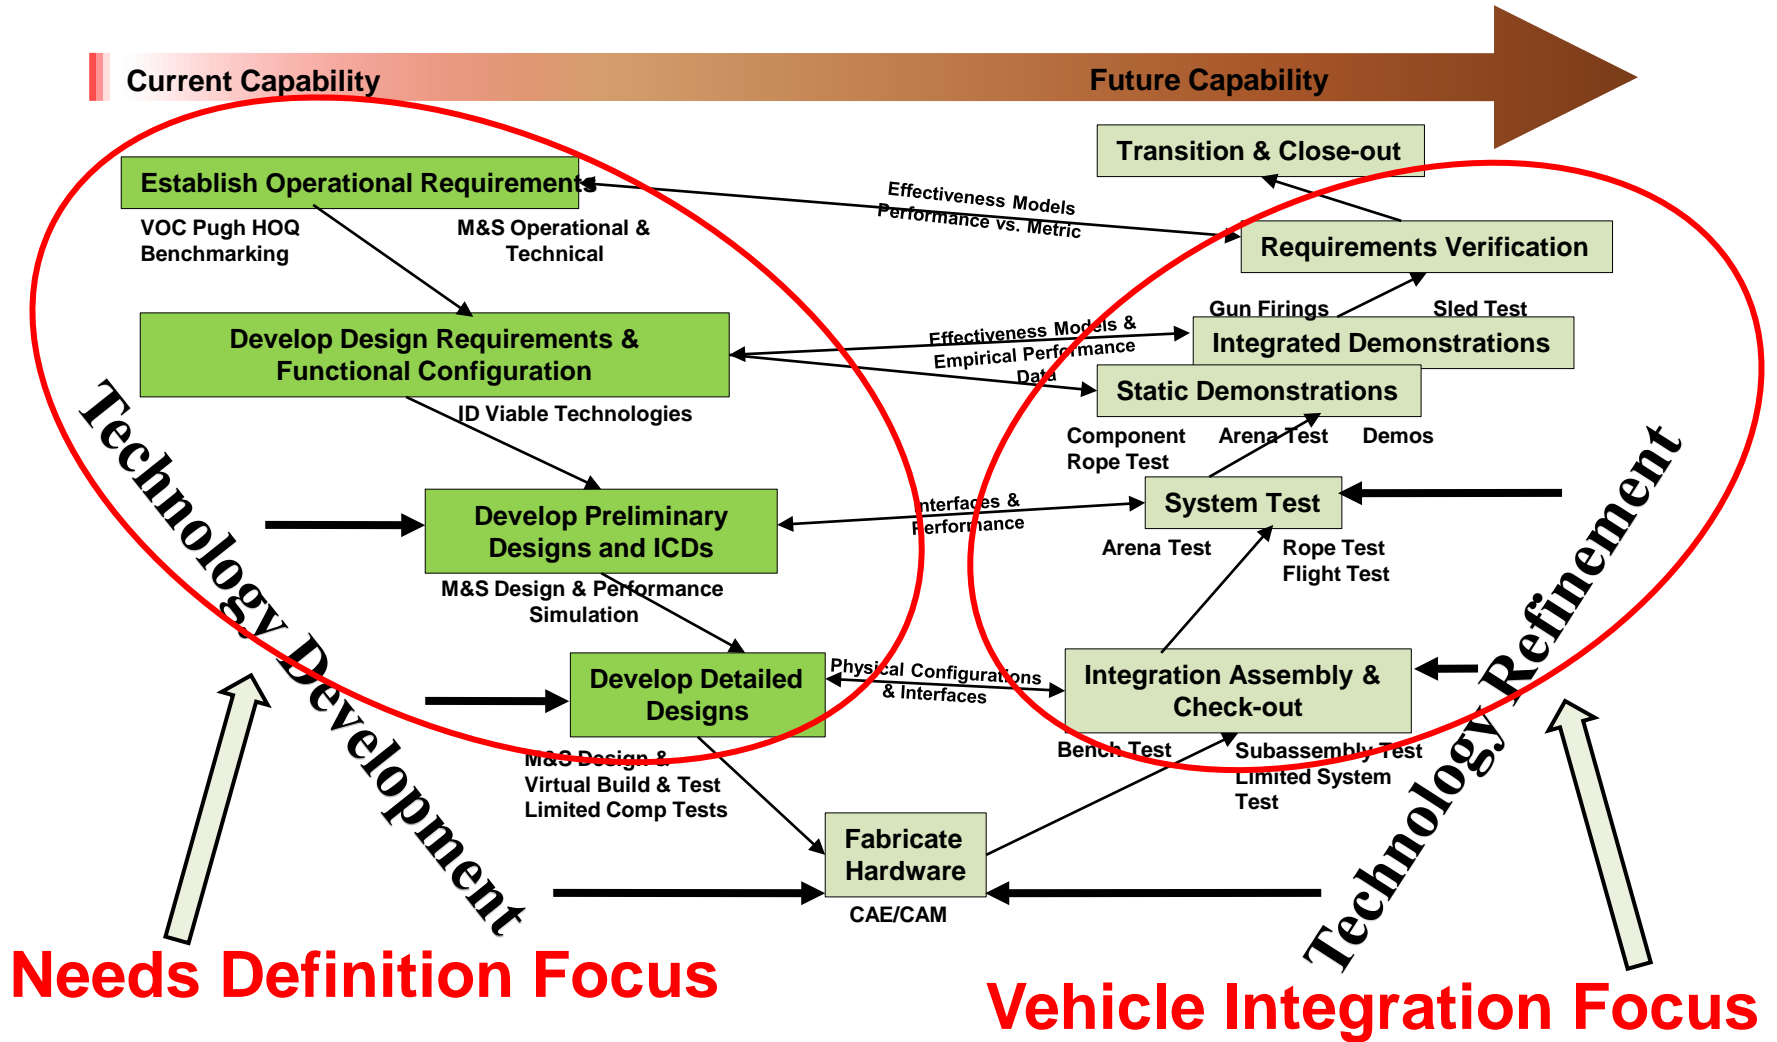 Current Capability
Future Capability
Transition & Close-out
Establish Operational Requirements
VOC Pugh HOQ
Benchmarking
M&S Operational &
Technical
Effectiveness Models
Performance vs. Metric
Requirements Verification
Gun Firings
Sled Test
Develop Design Requirements &
Functional Configuration
Effectiveness Models &
Empirical Performance
Data
Integrated Demonstrations
Static Demonstrations
ID Viable Technologies
Component
Rope Test
Arena Test
Demos
Develop Preliminary
Designs and ICDs
Interfaces &
Performance
System Test
Arena Test
Rope Test
Flight Test
M&S Design & Performance
Simulation
Develop Detailed
Designs
Physical Configurations
& Interfaces
Integration Assembly &
Check-out
Bench Test
Subassembly Test
Limited System
Test
M&S Design &
Virtual Build & Test
Limited Comp Tests
Fabricate
Hardware
CAE/CAM
Technology Development
Technology Refinement
Needs Definition Focus
Vehicle Integration Focus